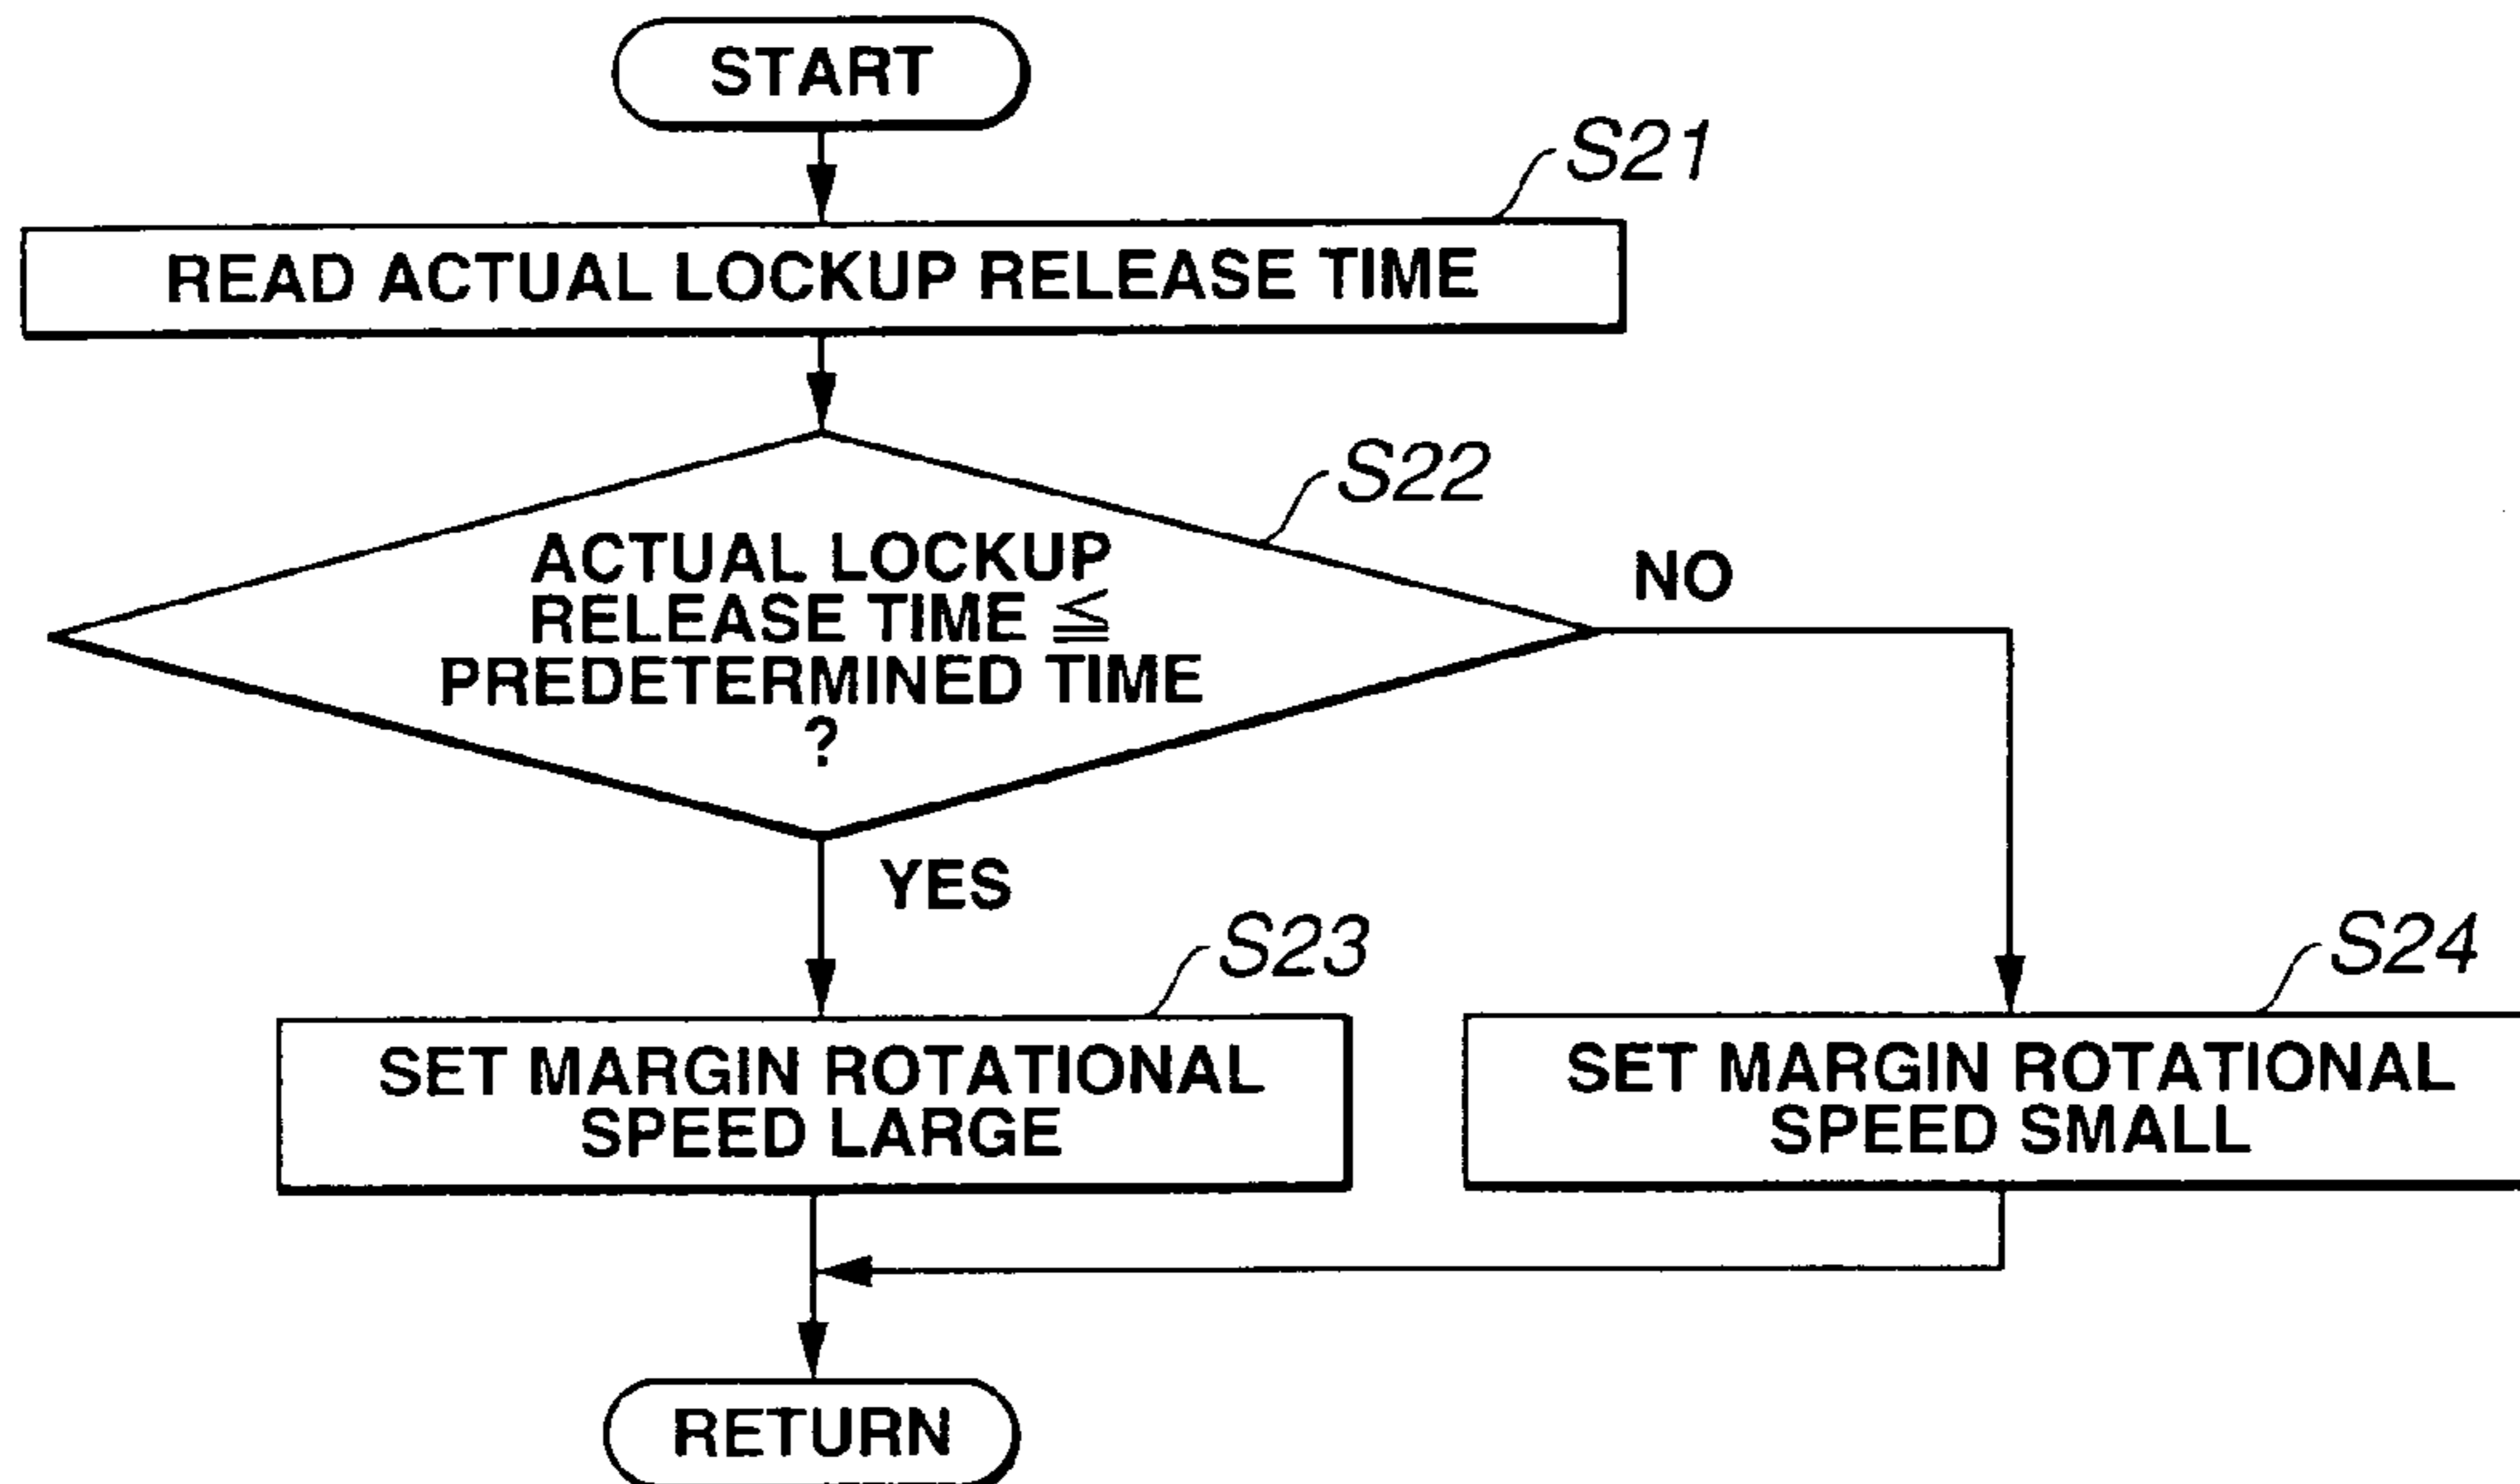 START
S21
READ ACTUAL LOCKUP RELEASE TIME
S22
ACTUAL LOCKUP
RELEASE TIME ≦
PREDETERMINED TIME
?
NO
YES
S23
SET MARGIN ROTATIONAL
SPEED LARGE
S24
SET MARGIN ROTATIONAL
SPEED SMALL
RETURN